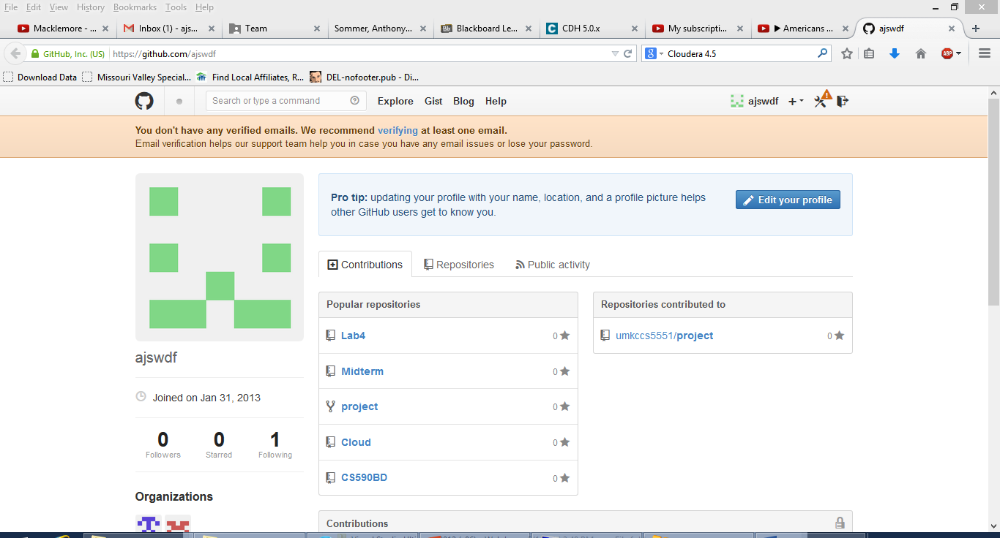 File Edit View History Bookmarks Tools Help
Macklemore - ... Inbox (1) - ajs... Team Sommer, Anthony... Bb Blackboard Le... C CDH 5.0.x My subscripti... ▶ Americans ... ajswdf
GitHub, Inc. (US) https://github.com/ajswdf 8 Cloudera 4.5 ABP
Download Data Missouri Valley Special... Find Local Affiliates, R... DEL-nofooter.pub - Di...
Search or type a command Explore Gist Blog Help ajswdf
You don't have any verified emails. We recommend verifying at least one email.
Email verification helps our support team help you in case you have any email issues or lose your password.
Pro tip: updating your profile with your name, location, and a profile picture helps
other GitHub users get to know you.
Edit your profile
Contributions Repositories Public activity
ajswdf
Joined on Jan 31, 2013
0 0 1
Followers Starred Following
Organizations
Popular repositories
Lab4 0
Midterm 0
project 0
Cloud 0
CS590BD 0
Repositories contributed to
umkccs5551/project 0
Contributions